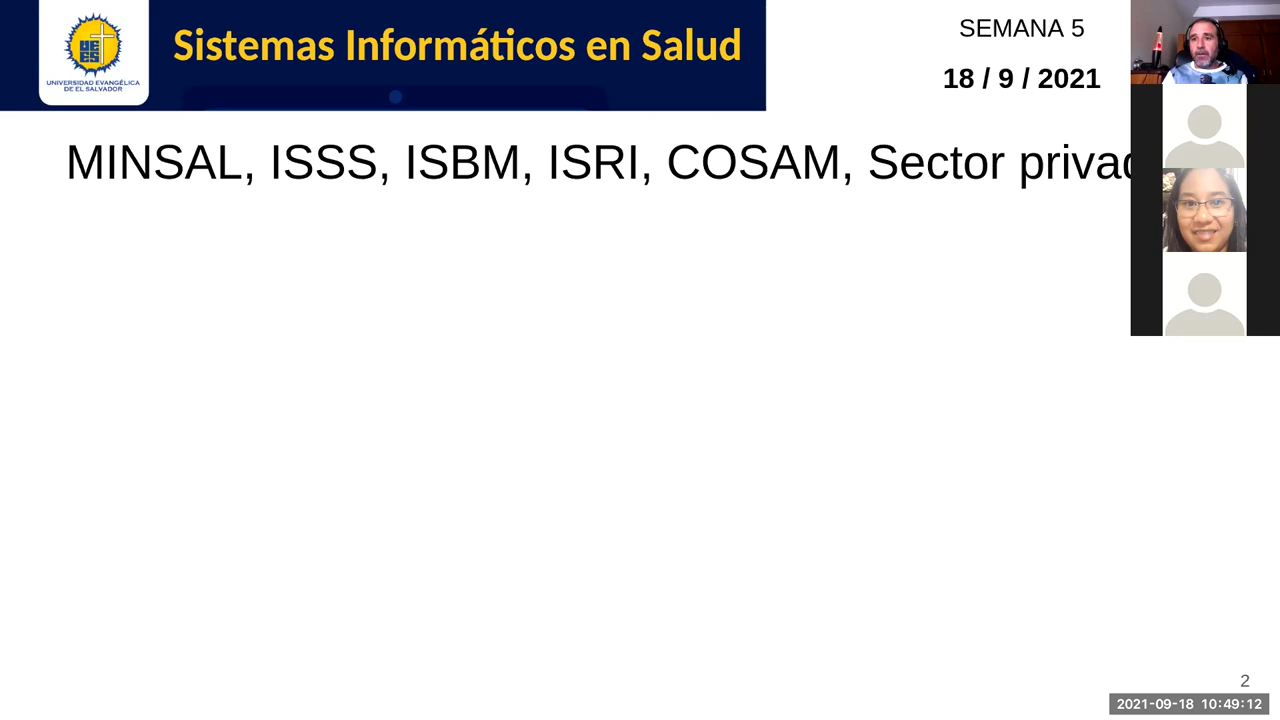 Sistemas Informáticos en Salud
UNIVERSIDAD EVANGÉLICA
DE EL SALVADOR
SEMANA 5
18 / 9 / 2021
MINSAL, ISSS, ISBM, ISRI, COSAM, Sector
2
2021-09-18 10:49:12